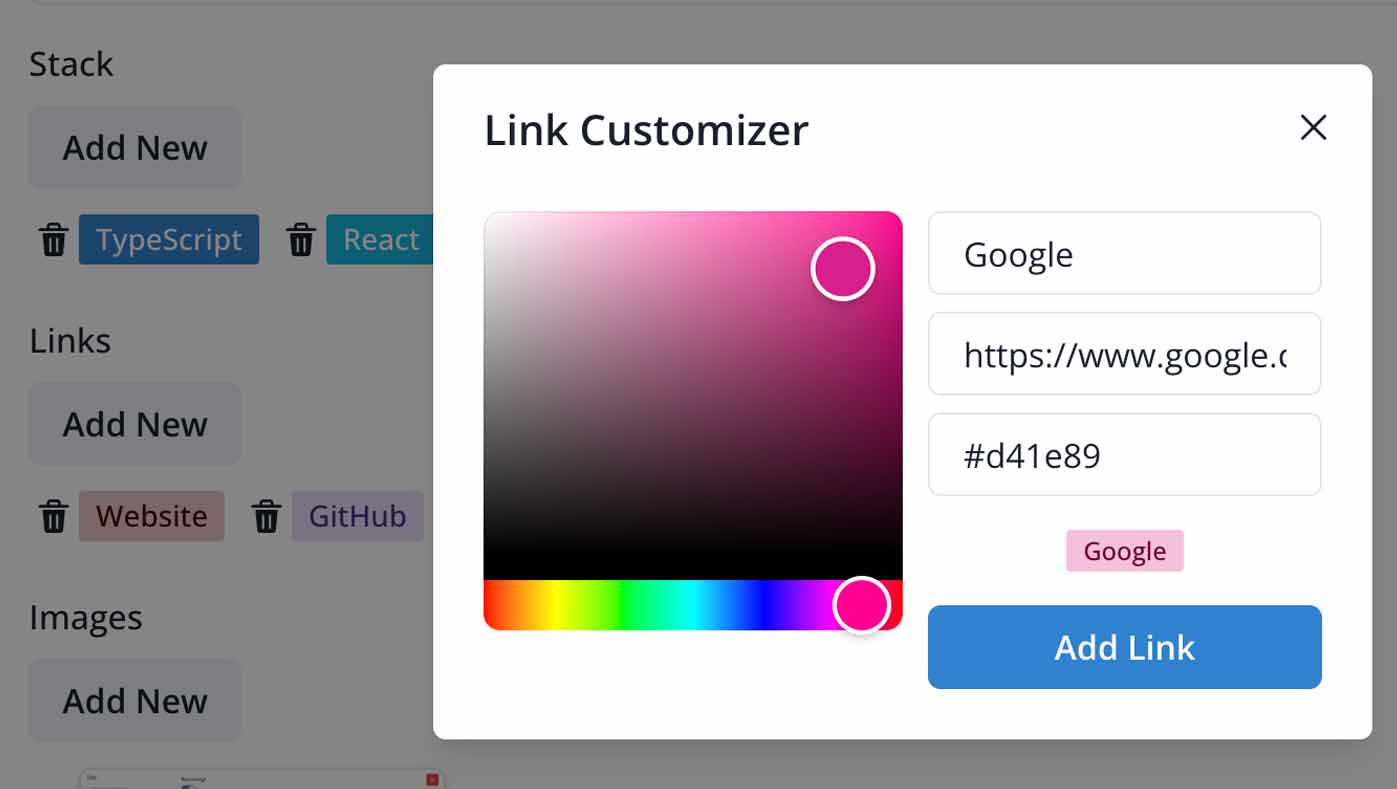 Stack
Add New
TypeScript React
Links
Add New
Website GitHub
Images
Add New
Link Customizer
Google
https://www.google.c
#d41e89
Google
Add Link